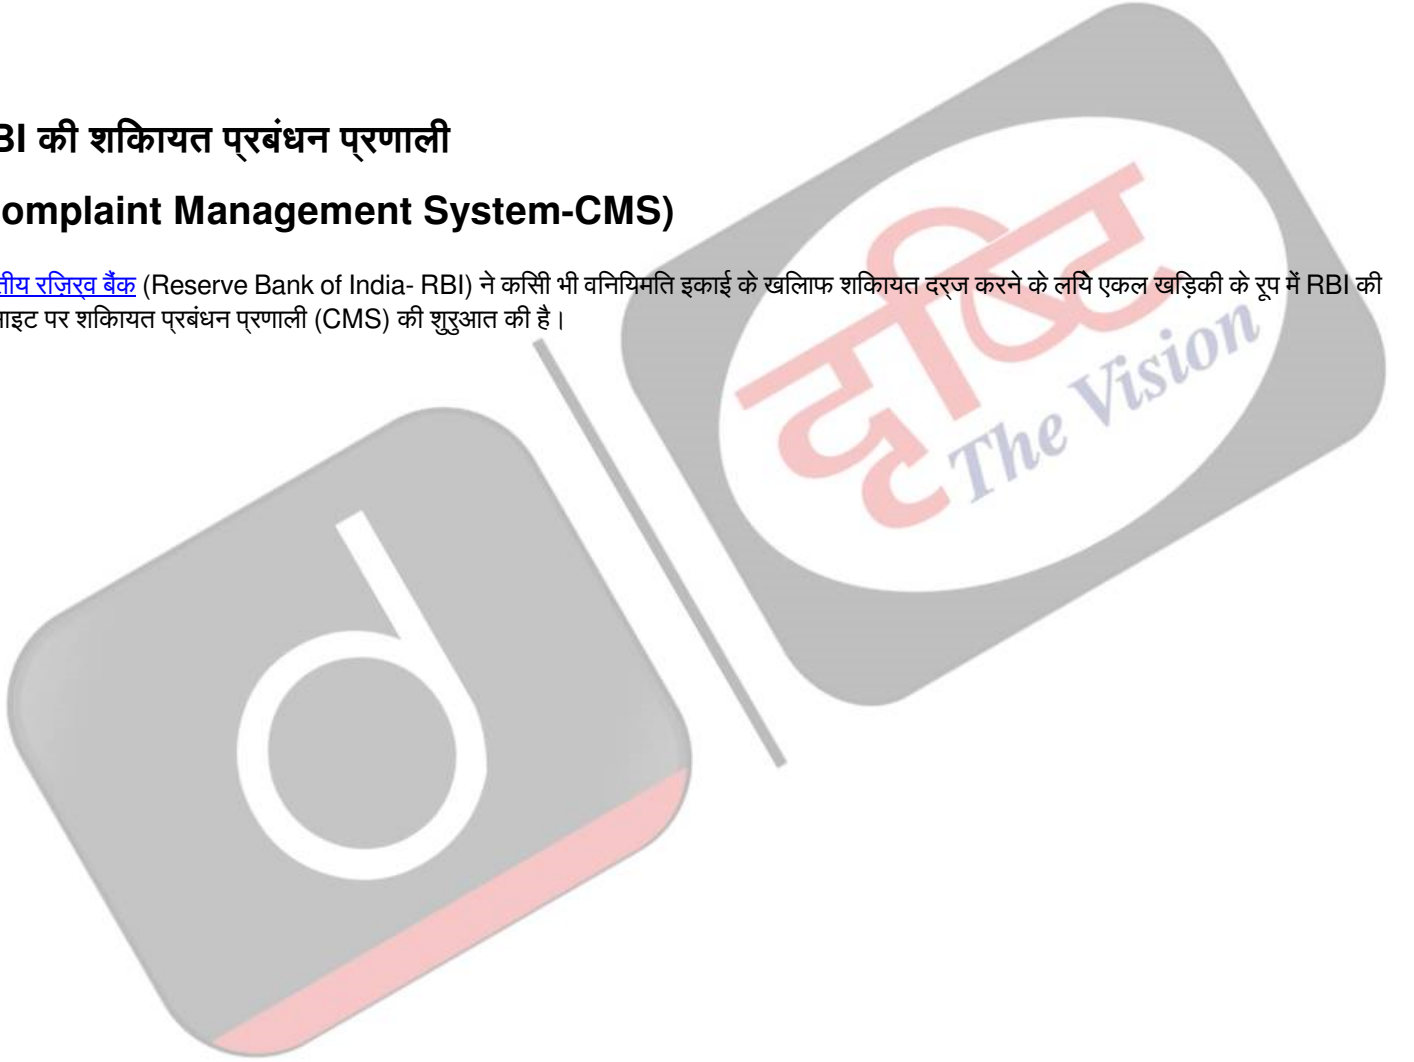 BI की शिकायत प्रबंधन प्रणाली
omplaint Management System-CMS)
तीय रिज़र्व बैंक (Reserve Bank of India- RBI) ने किसी भी विनियमित इकाई के खिलाफ शिकायत दर्ज करने के लिये एकल खिड़की के रूप में RBI की
साइट पर शिकायत प्रबंधन प्रणाली (CMS) की शुरुआत की है।
दृष्टि
The Vision
d